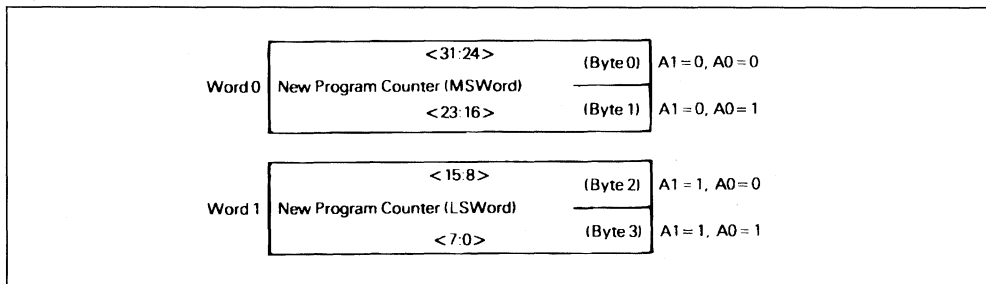 <31:24>
(Byte 0) A1=0, A0=0
Word 0 New Program Counter (MSWord)
<23:16> (Byte 1) A1=0, A0=1
<15:8>
(Byte 2) A1=1, A0=0
Word 1 New Program Counter (LSWord)
(Byte 3) A1=1, A0=1
<7:0>